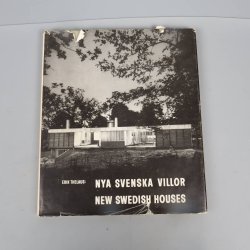 ERIK THELAUS:
NYA SVENSKA VILLOR
NEW SWEDISH HOUSES